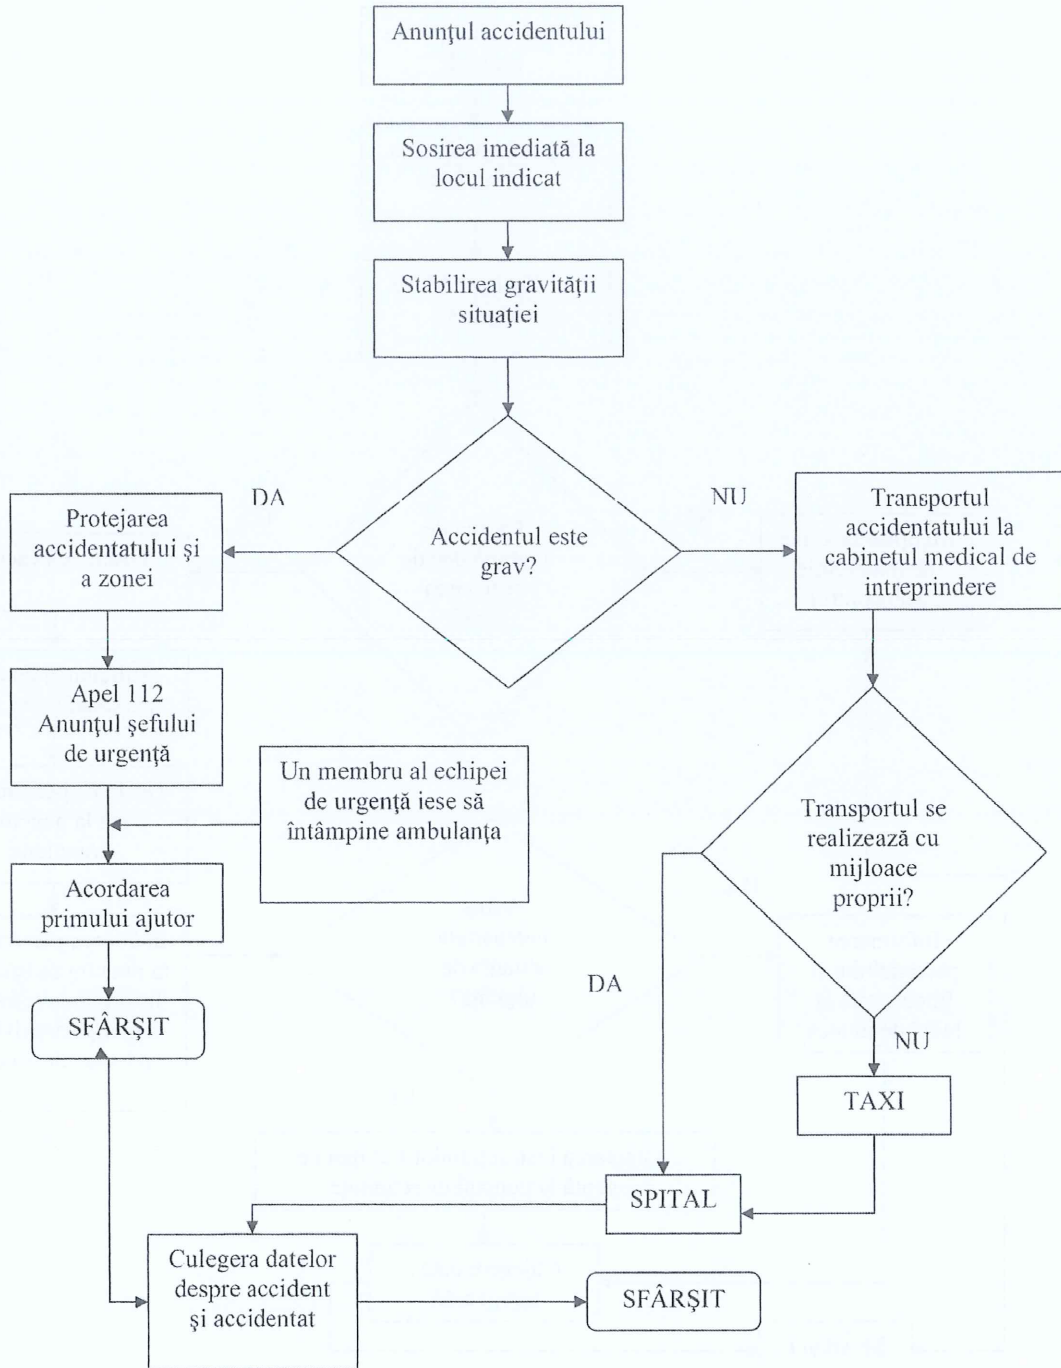 Anunţul accidentului
Sosirea imediată la
locul indicat
Stabilirea gravităţii
situaţiei
DA
NU
Protejarea
accidentatului şi
a zonei
Accidentul este
grav?
Transportul
accidentatului la
cabinetul medical de
intreprindere
Apel 112
Anunţul şefului
de urgenţă
Un membru al echipei
de urgenţă iese să
întâmpine ambulanţa
Transportul se
realizează cu
mijloace
proprii?
Acordarea
primului ajutor
DA
SFÂRŞIT
NU
TAXI
SPITAL
Culegera datelor
despre accident
şi accidentat
SFÂRŞIT